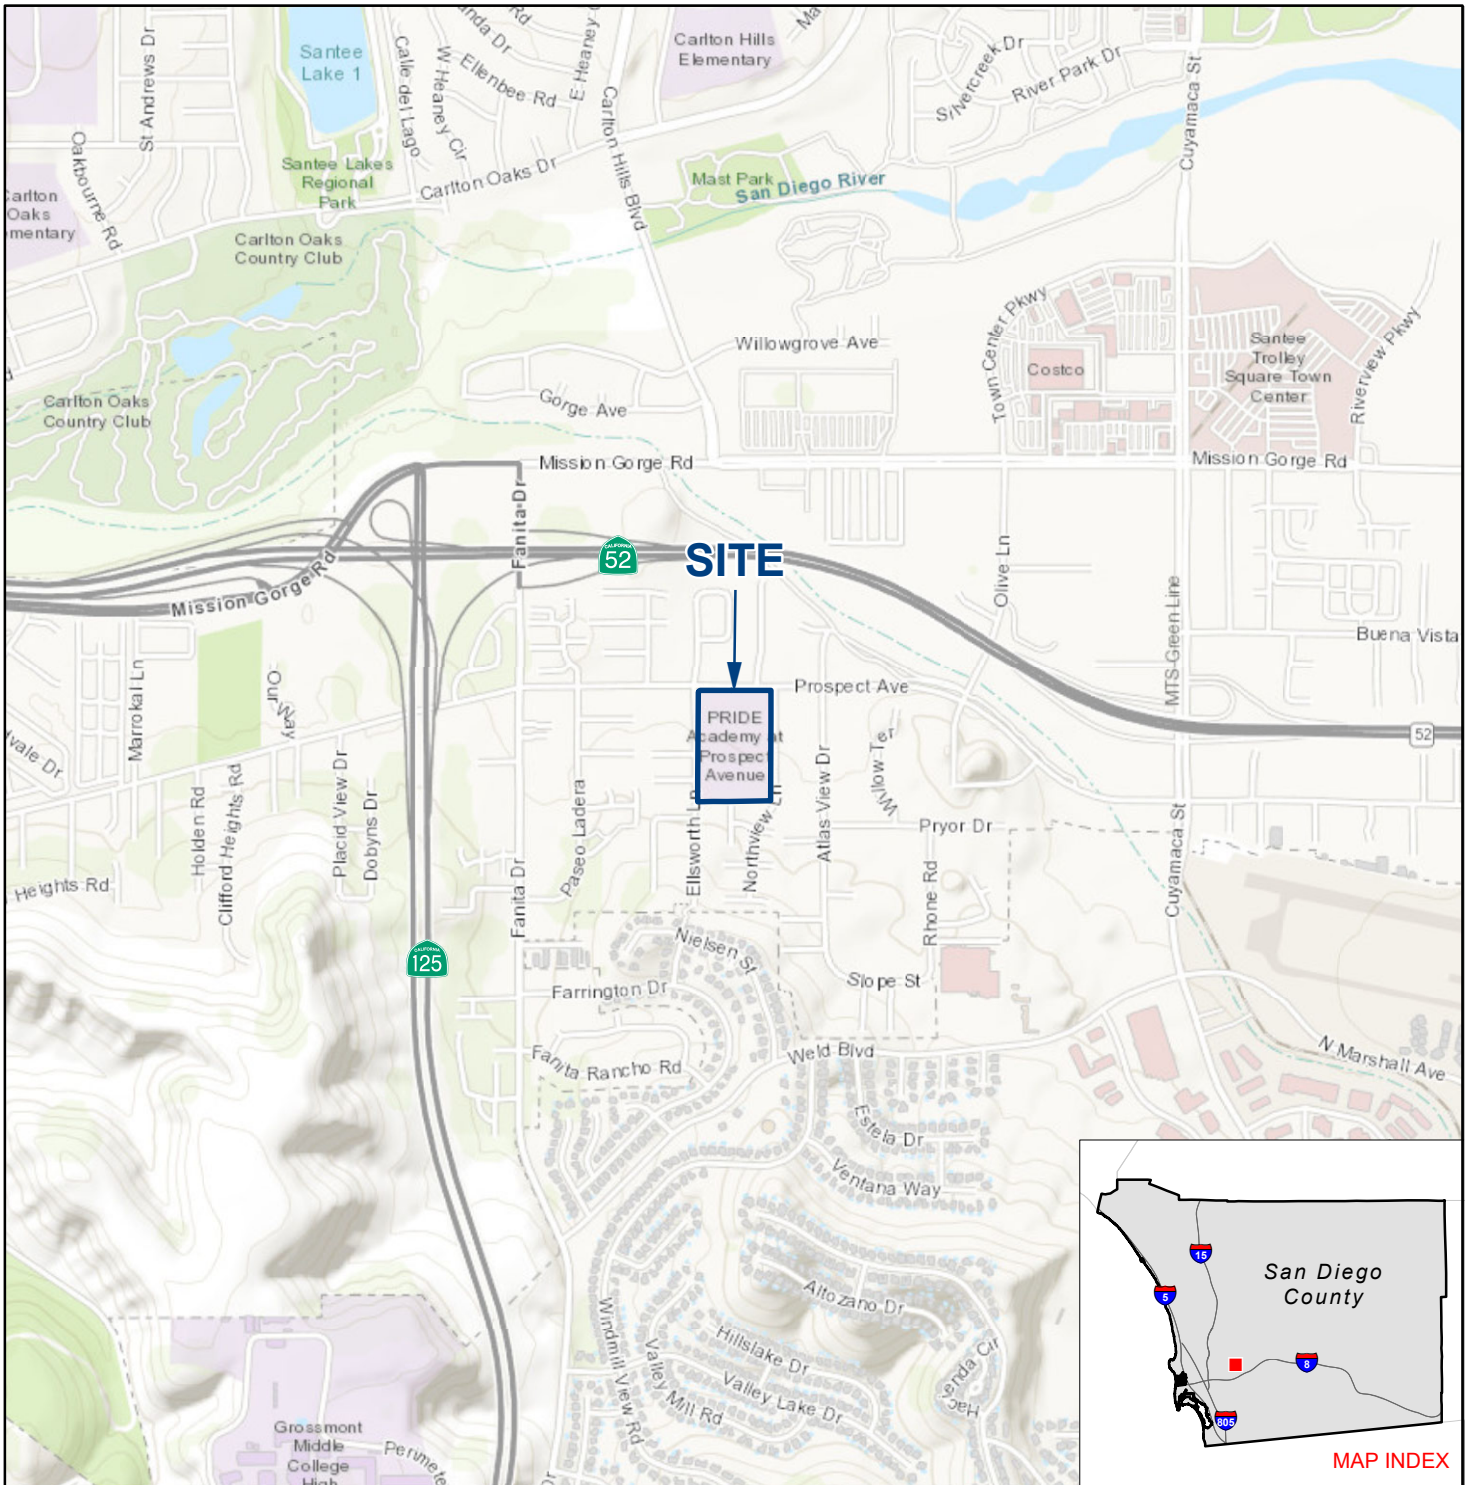 Rd
E Heaney
Ma
Santee
Lake 1
Calle del Lago
W Heaney Cir
Ellenbee Rd
Carlton Hills
Elementary
Silvercreek Dr
River Park Dr
Cuyamaca St
St Andrews Dr
Oakbourne Rd
Santee Lakes
Regional
Park
Carlton Oaks Dr
Carlton Hills Blvd
Mast Park
San Diego River
Carlton
Oaks
mentary
Carlton Oaks
Country Club
Willowgrove Ave
Town Center Pkwy
Costco
Santee
Trolley
Square Town
Center
Riverview Pkwy
Carlton Oaks
Country Club
Gorge Ave
Mission Gorge Rd
Mission Gorge Rd
Fanita Dr
CALIFORNIA
52
SITE
Mission Gorge Rd
Olive Ln
MTS Green Line
Buena Vista
Marrokal Ln
Our Way
Prospect Ave
PRIDE
Academy at
Prospect
Avenue
52
Willow Ter
Atlas View Dr
Holden Rd
Clifford Heights Rd
Placid View Dr
Dobyns Dr
Paseo Ladera
Ellsworth Ln
Northview Ln
Pryor Dr
Cuyamaca St
Heights Rd
Fanita Dr
Rhone Rd
CALIFORNIA
125
Nielsen St
Slope St
Farrington Dr
Fanita Rancho Rd
Weld Blvd
N Marshall Ave
Estela Dr
Ventana Way
Altozano Dr
Windmill View Rd
Valley Mill Rd
Hillslake Dr
Valley Lake Dr
Grossmont
Middle
College
High
Dr
15
5
San Diego
County
8
805
MAP INDEX